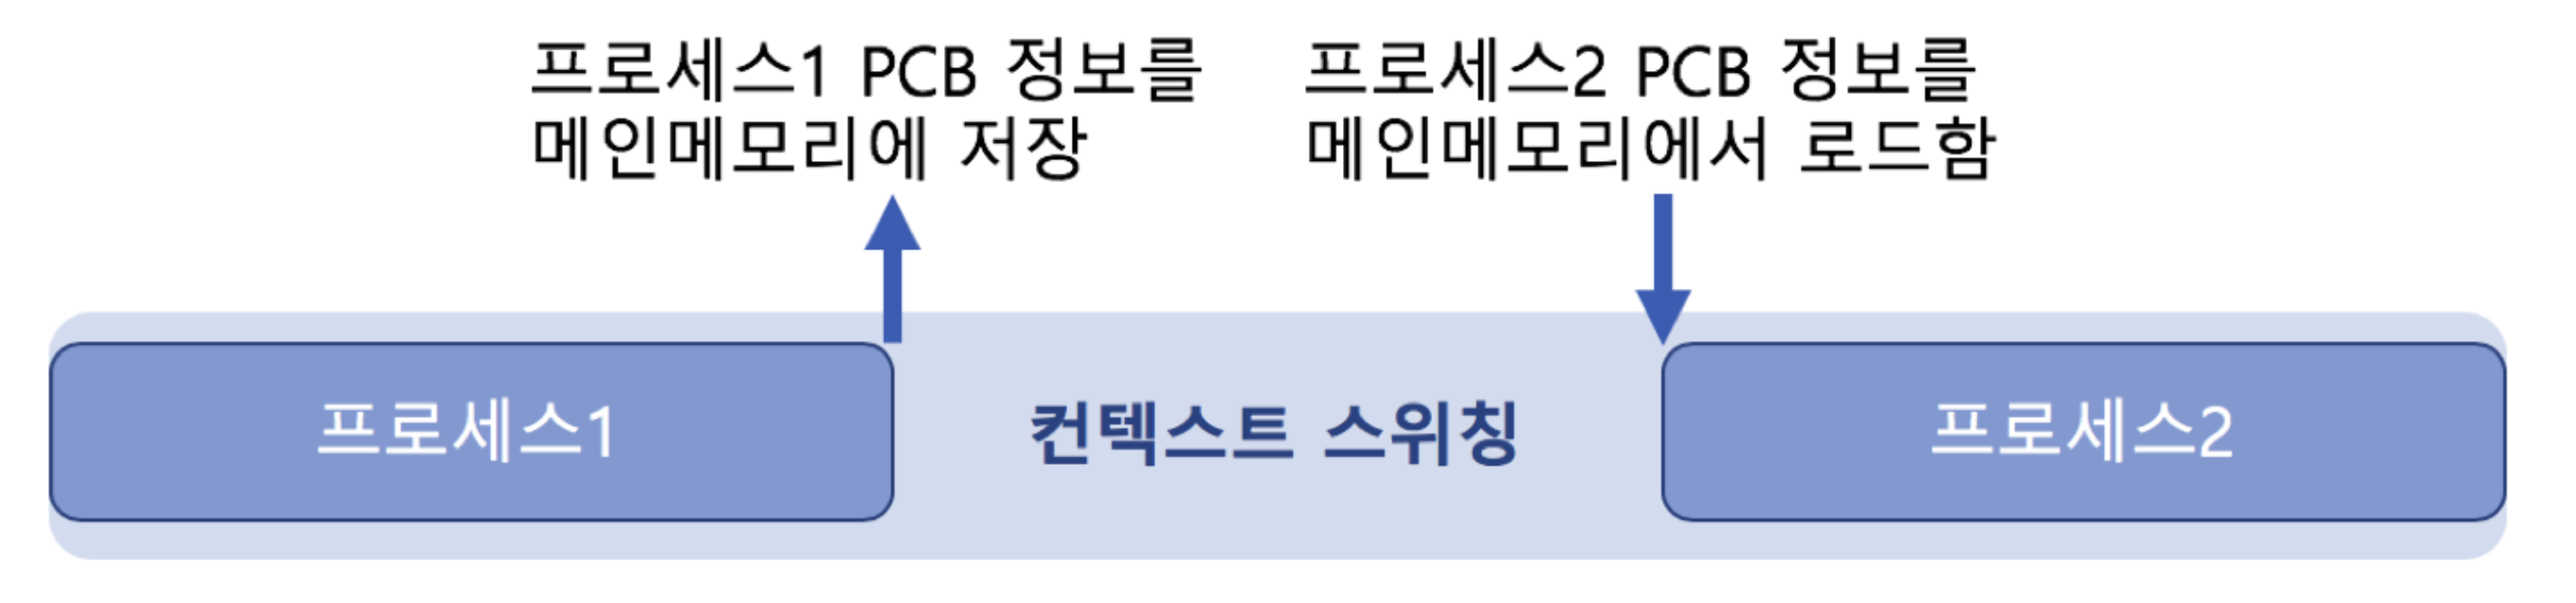 프로세스1 PCB 정보를
메인메모리에 저장
프로세스2 PCB 정보를
메인메모리에서 로드함
프로세스1
컨텍스트 스위칭
프로세스2